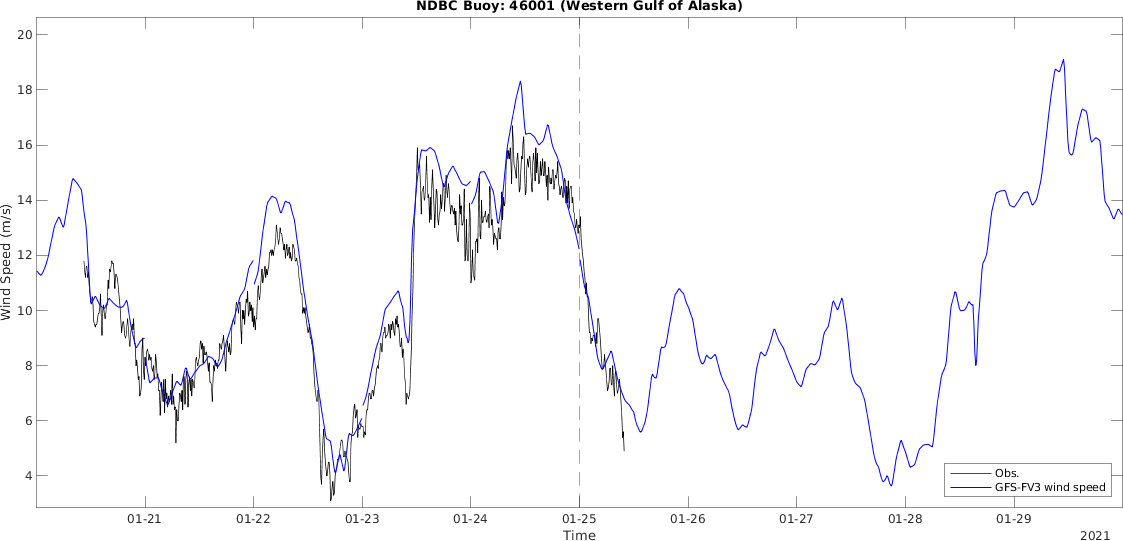 NDBC Buoy: 46001 (Western Gulf of Alaska)
20
18
16
14
12
10
8
6
4
Wind Speed (m/s)
01-21 01-22 01-23 01-24 01-25 01-26 01-27 01-28 01-29
Time
2021
Obs.
GFS-FV3 wind speed